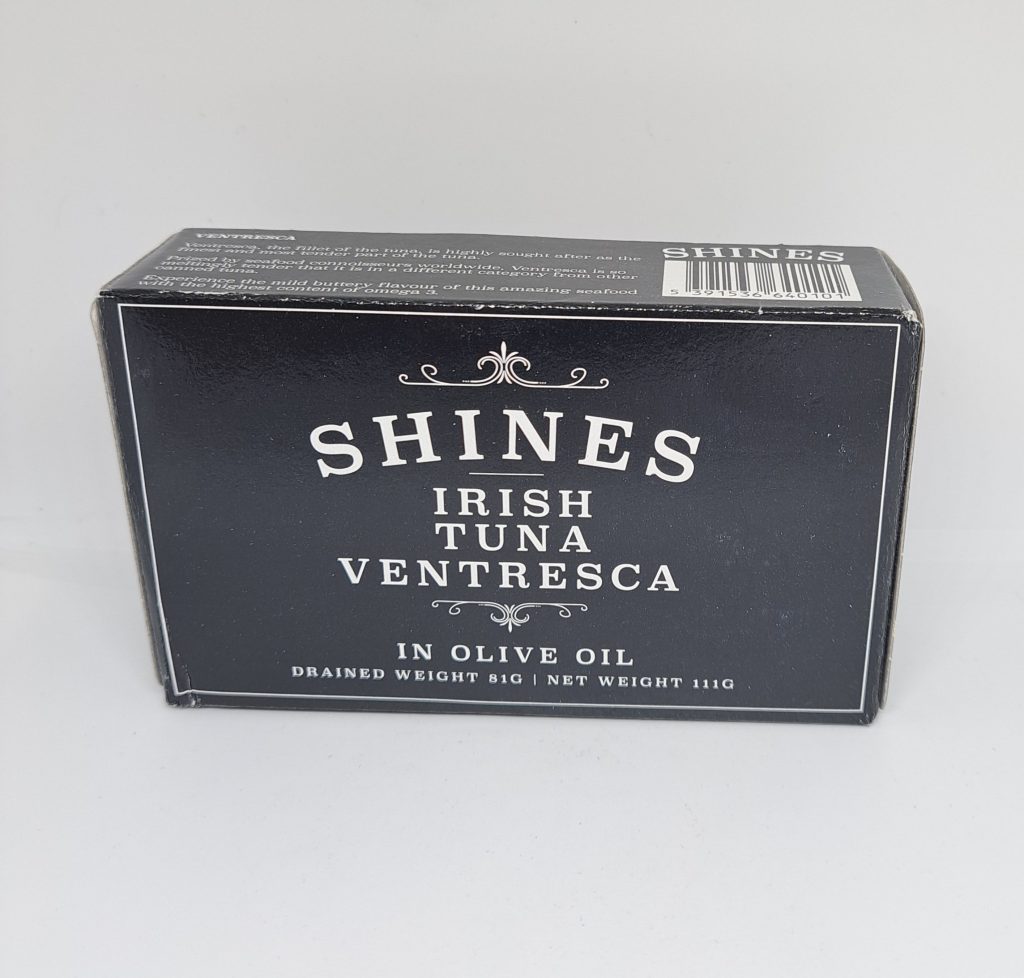 VENTRESCA
Ventresca, the fillet of the tuna, is highly sought after as the
finest and most tender part of the tuna.
Prized by seafood connoisseurs worldwide, Ventresca is so
meltingly tender that it is in a different category from other
canned tuna.
Experience the mild buttery flavour of this amazing seafood
with the highest content of omega 3.
SHINES
5 391536 640101
SHINES
IRISH
TUNA
VENTRESCA
IN OLIVE OIL
DRAINED WEIGHT 81G | NET WEIGHT 111G